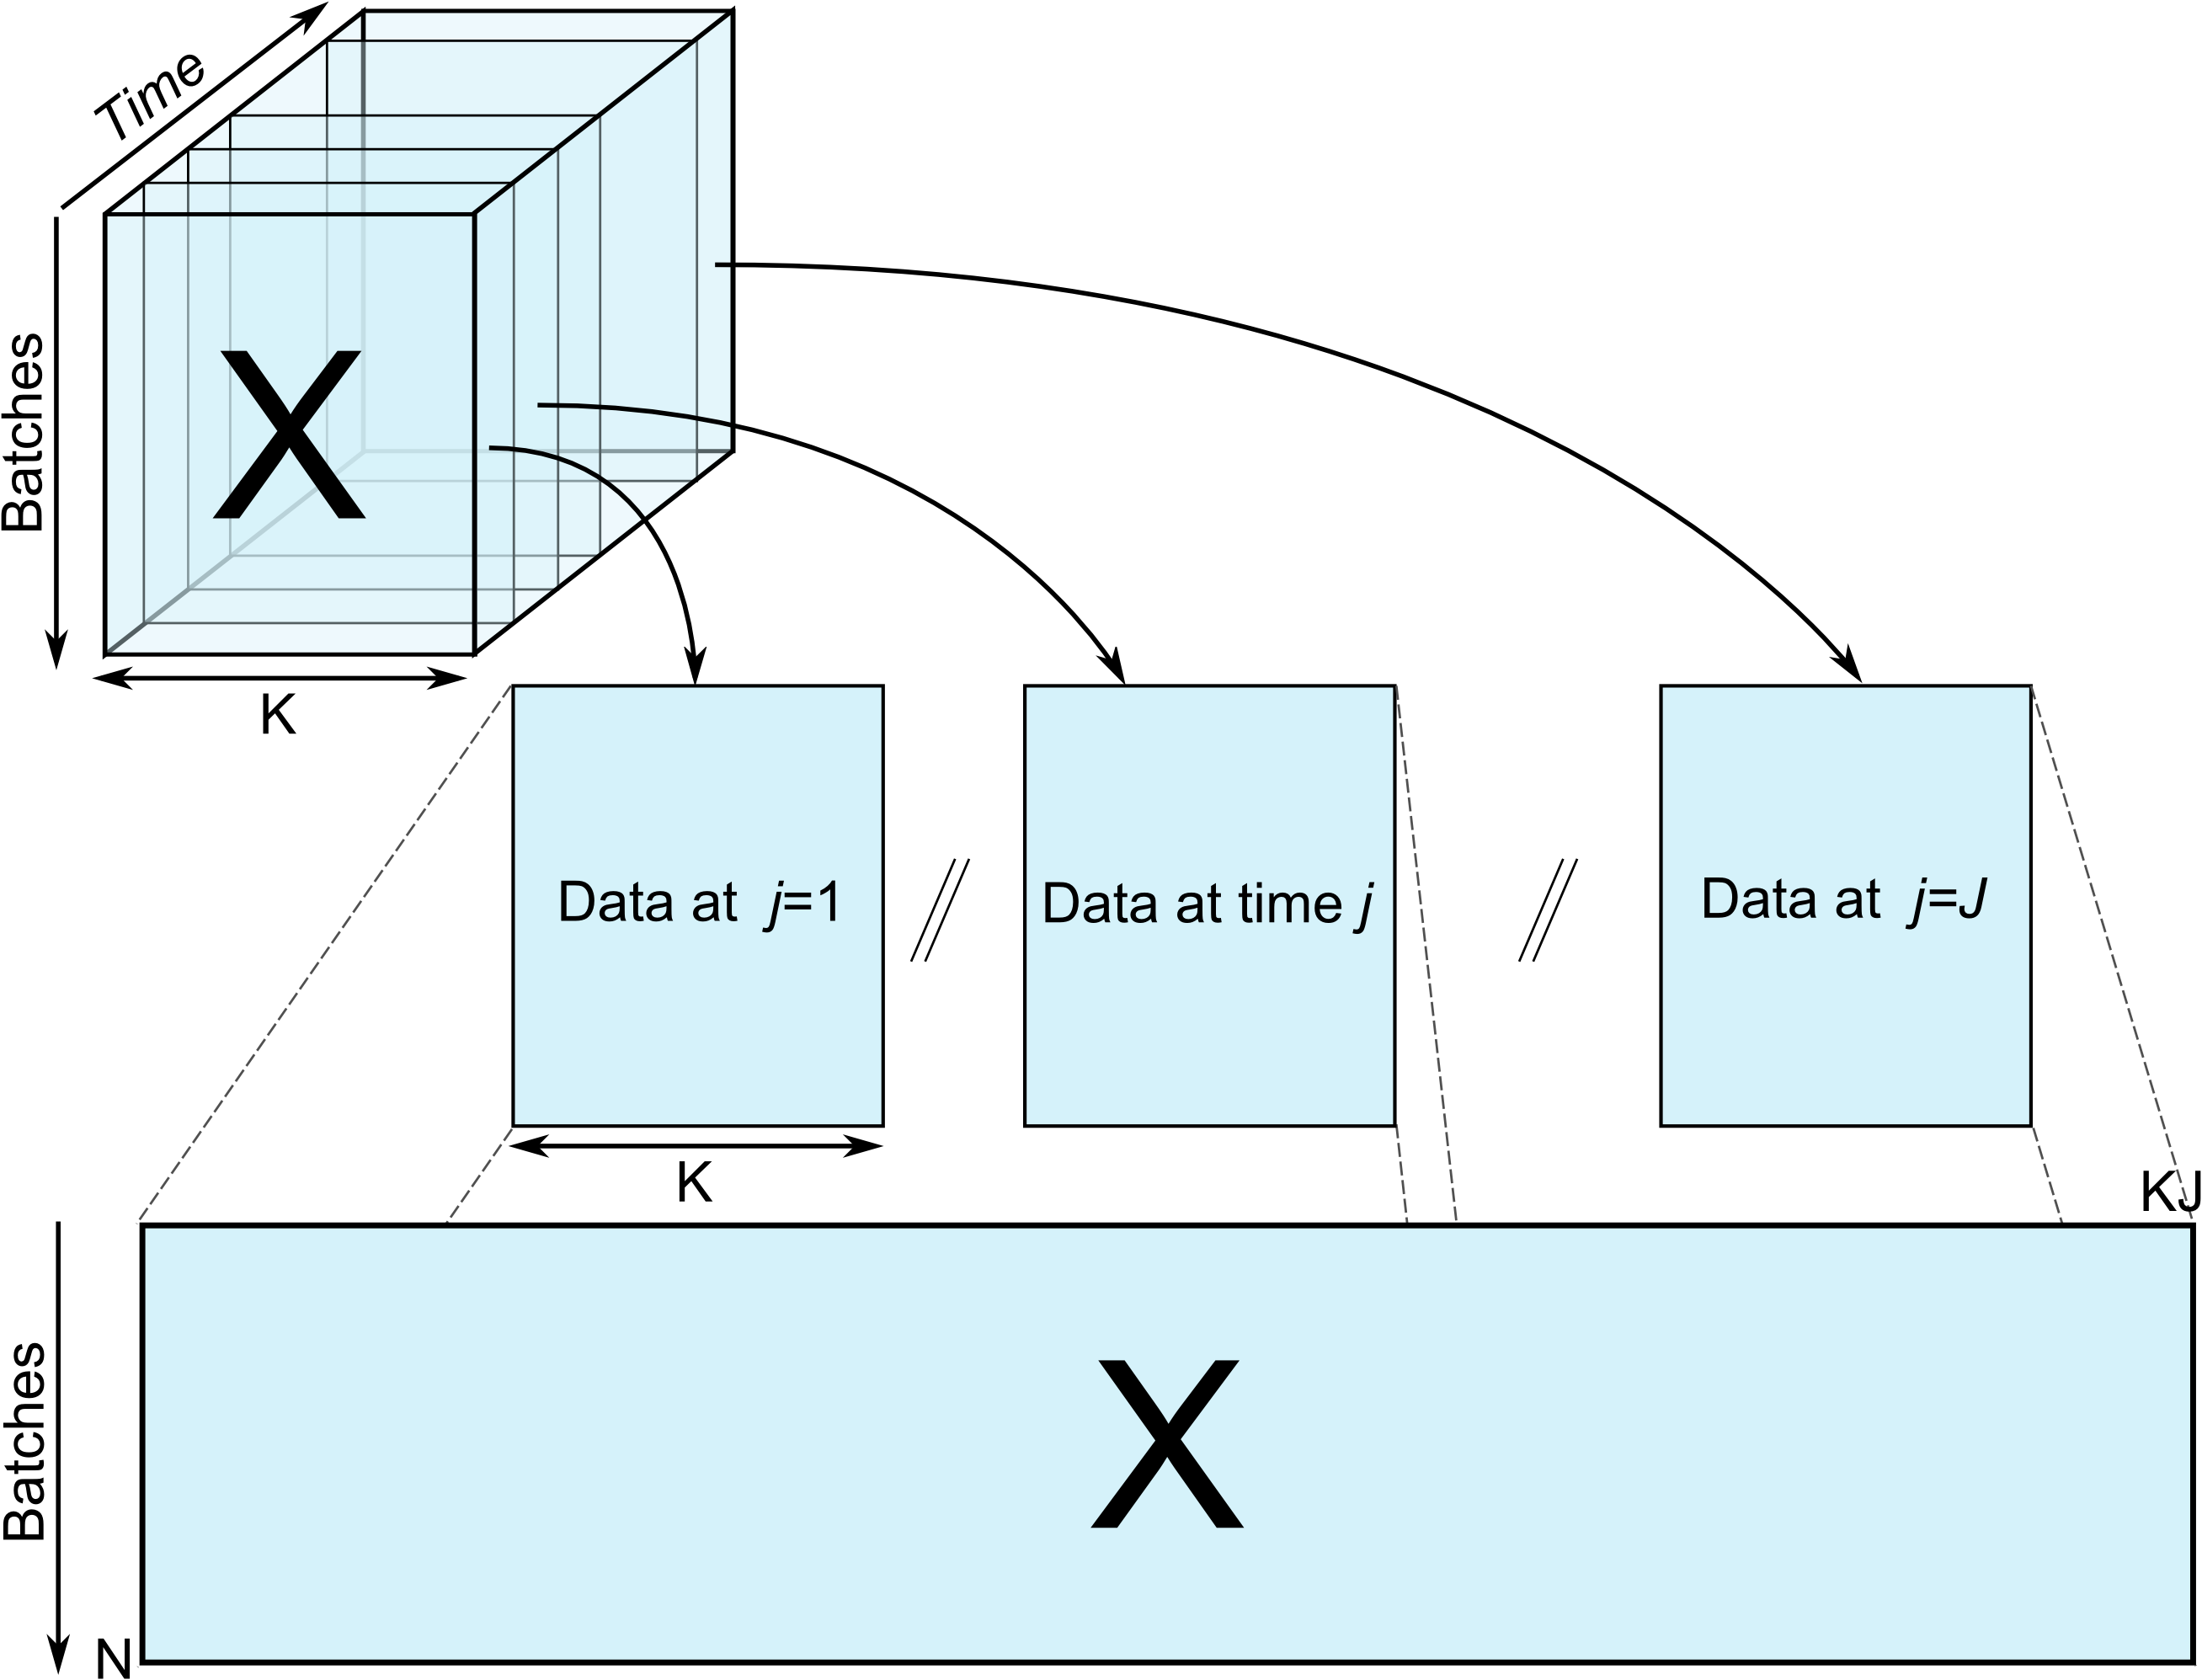 Time
Batches
X
K
Data at j=1
Data at time j
Data at j=J
K
KJ
Batches
X
N